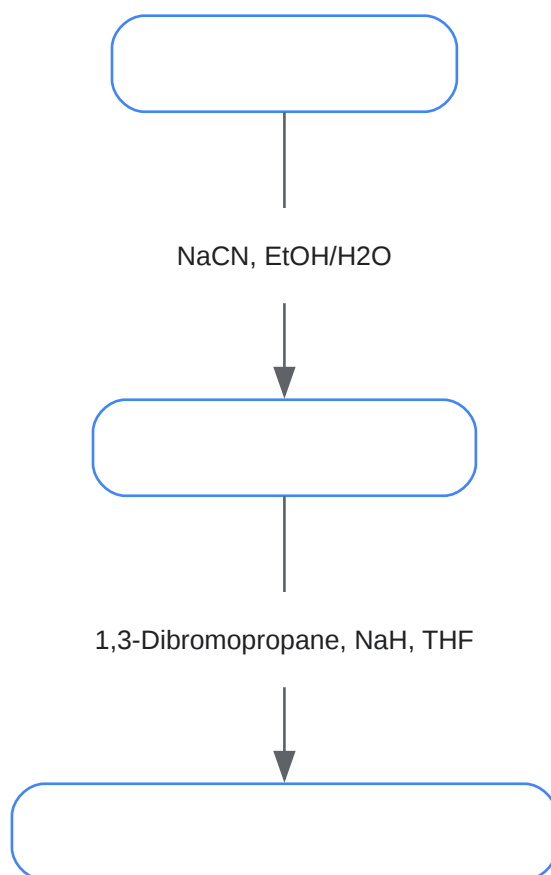 NaCN, EtOH/H2O
1,3-Dibromopropane, NaH, THF